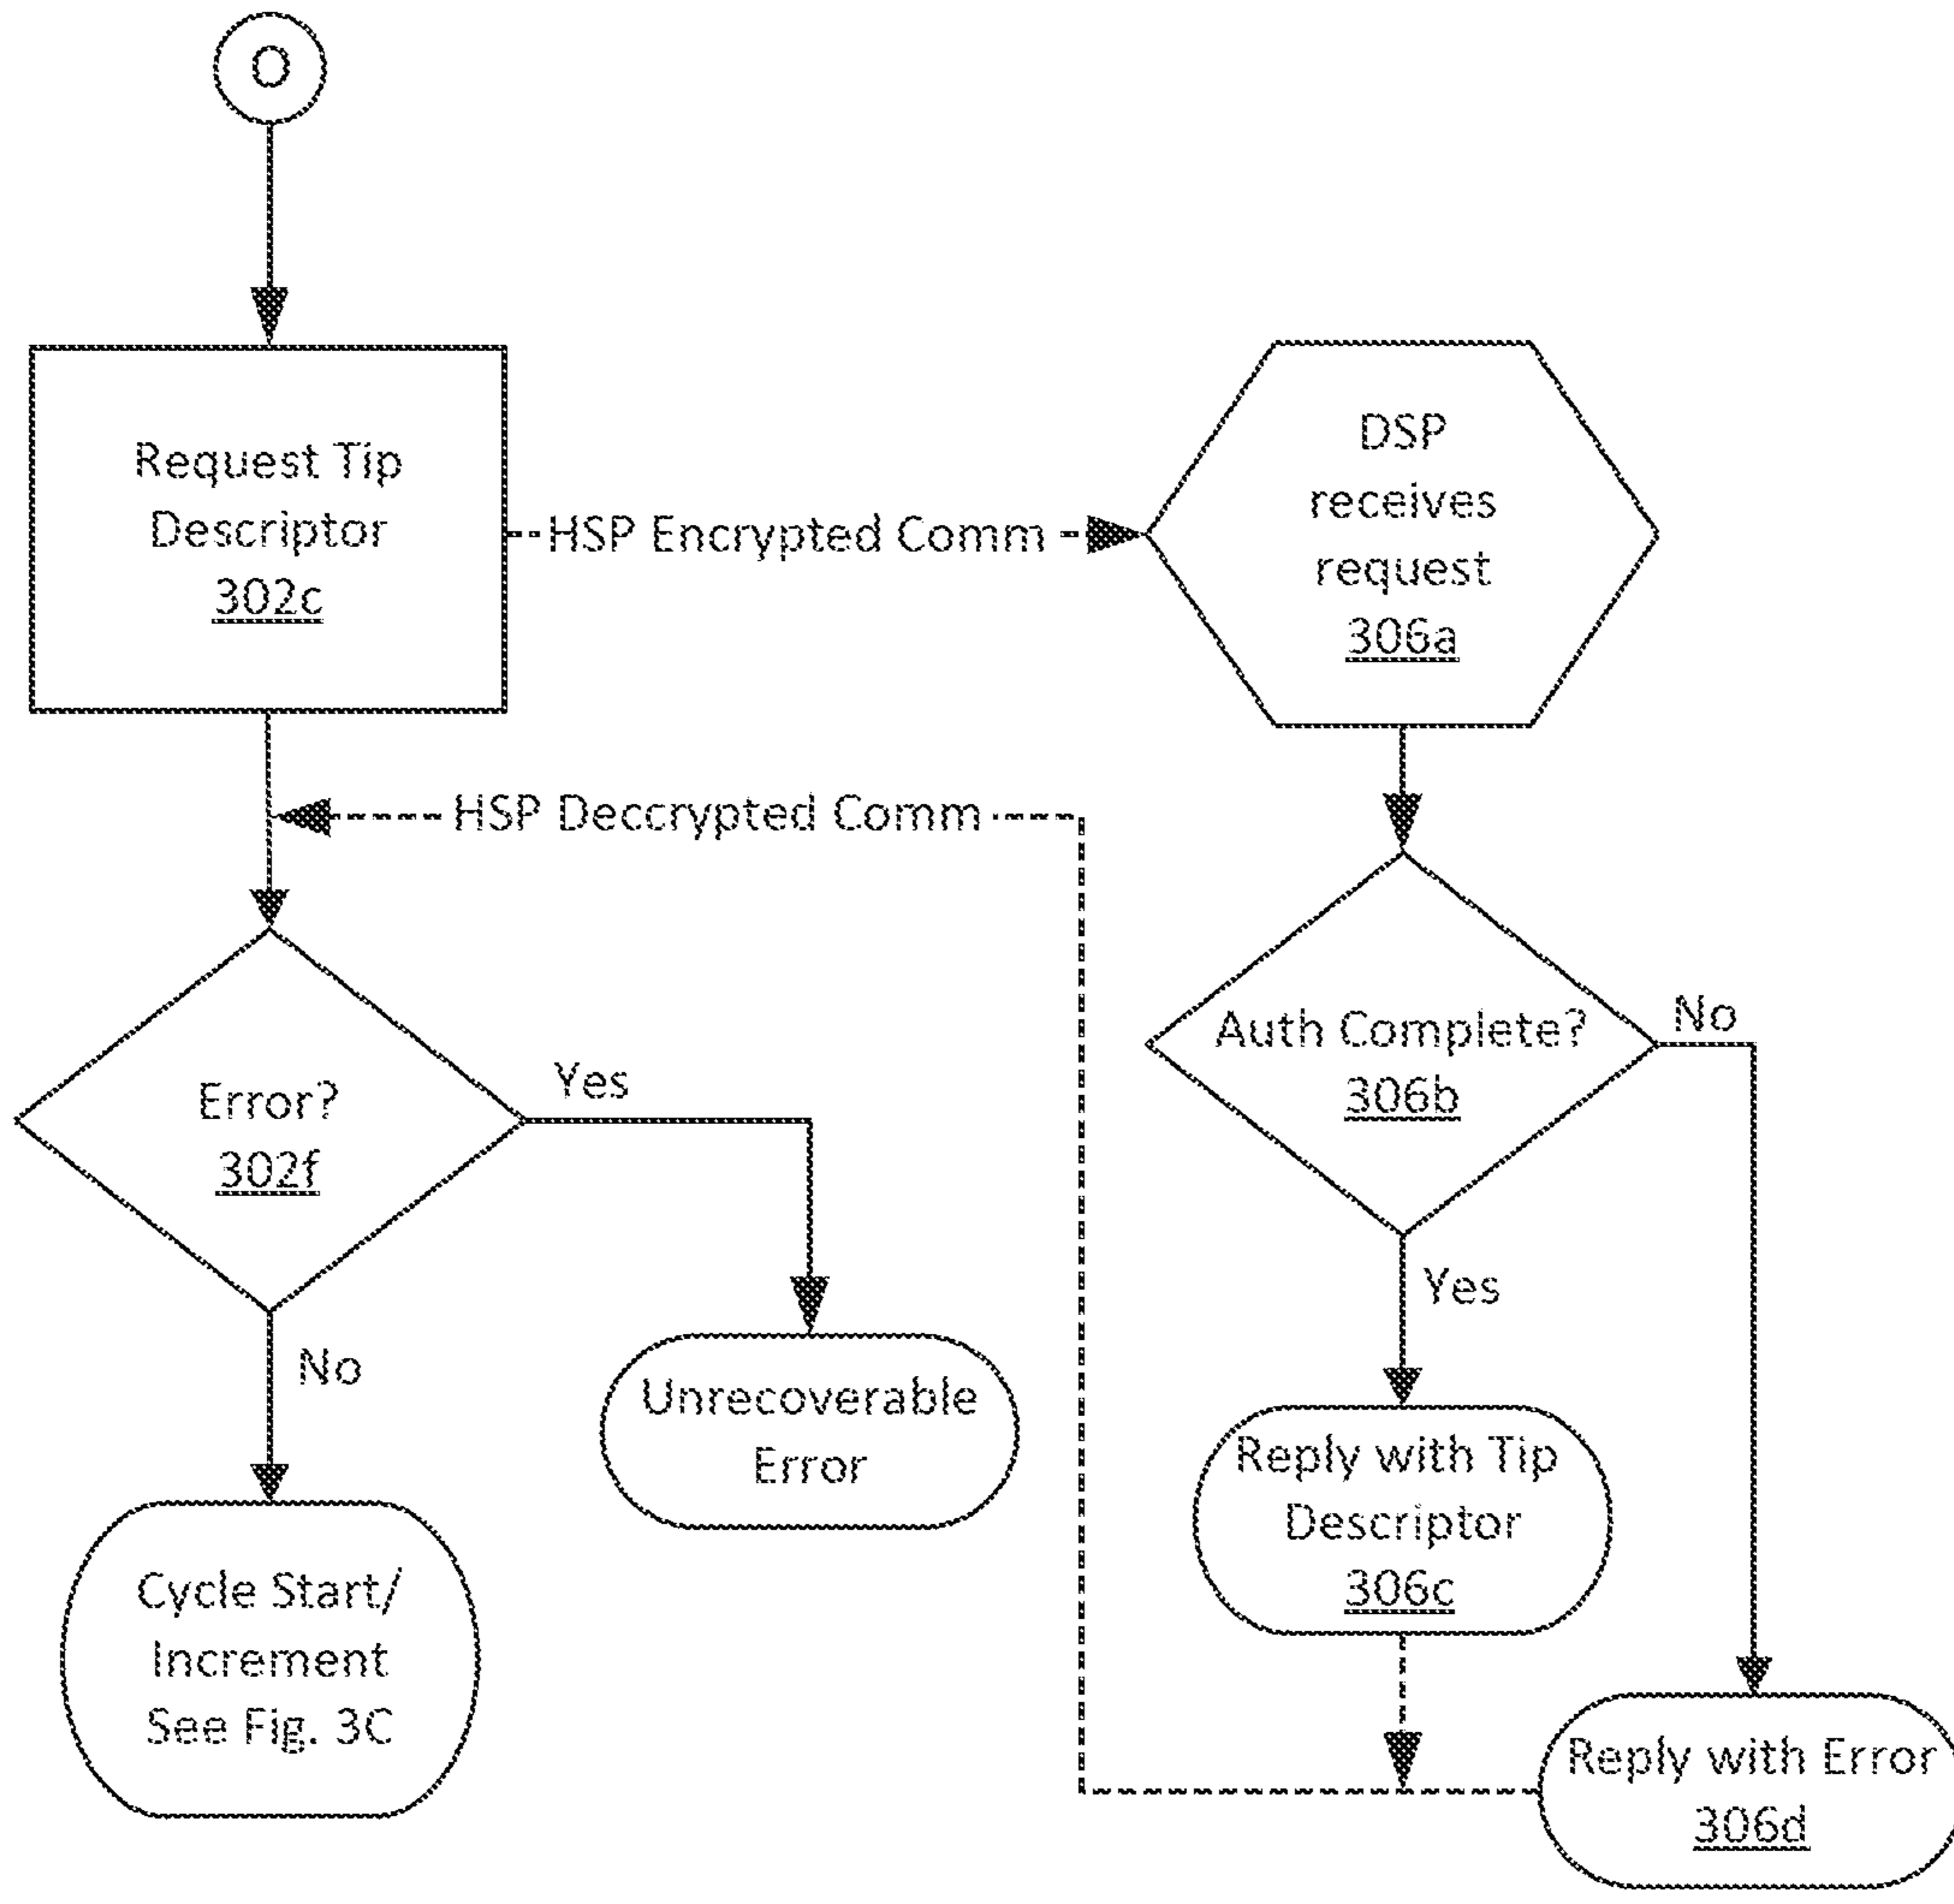 O
Request Tip
Descriptor
302c
HSP Encrypted Comm
DSP
receives
request
306a
HSP Deccrypted Comm
Auth Complete?
306b
No
Error?
302f
Yes
Yes
No
Unrecoverable
Error
Reply with Tip
Descriptor
306c
Cycle Start/
Increment
See Fig. 3C
Reply with Error
306d